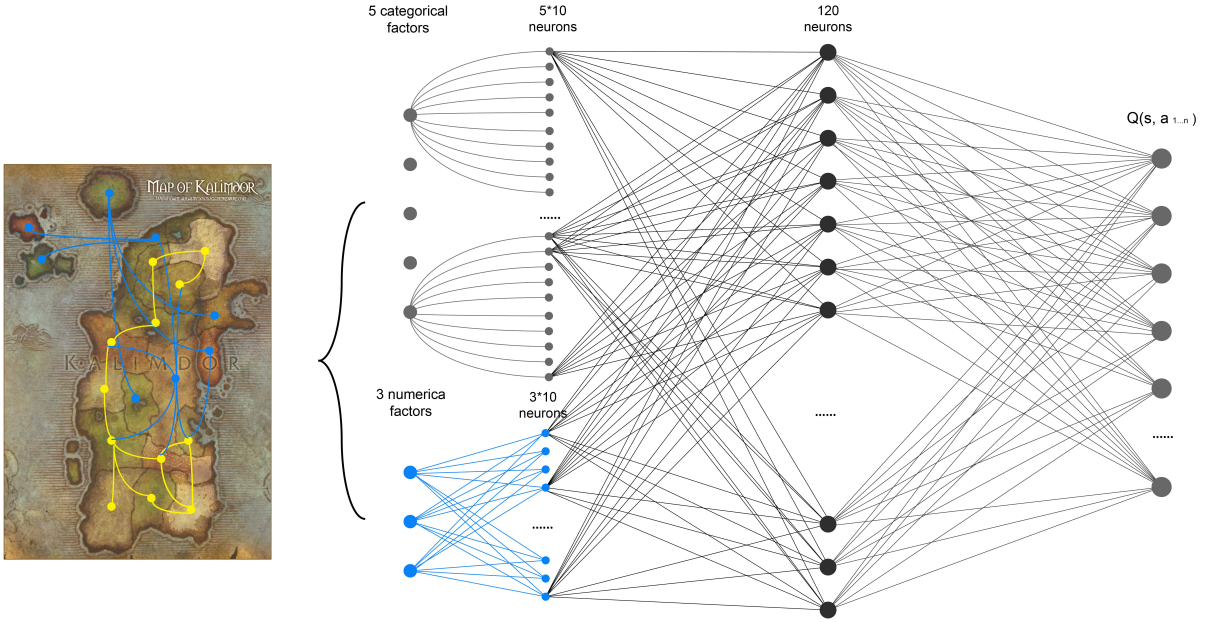 5 categorical
factors
5*10
neurons
120
neurons
Q(s, a 1...n )
MAP OF KALIMDOR
......
KALIMDOR
3 numerica
factors
3*10
neurons
......
......
......